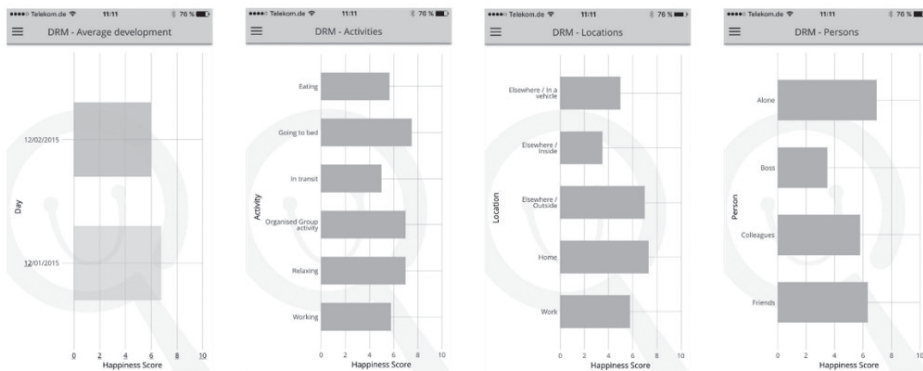 ●●●●○ Telekom.de 11:11 76 %
DRM - Average development
12/02/2015
12/01/2015
Day
0 2 4 6 8 10
Happiness Score
●●●●○ Telekom.de 11:11 76 %
DRM - Activities
Eating
Going to bed
In transit
Organised Group
activity
Relaxing
Working
Activity
0 2 4 6 8 10
Happiness Score
●●●●○ Telekom.de 11:11 76 %
DRM - Locations
Elsewhere / In a
vehicle
Elsewhere /
Inside
Elsewhere /
Outside
Home
Work
Location
0 2 4 6 8 10
Happiness Score
●●●●○ Telekom.de 11:11 76 %
DRM - Persons
Alone
Boss
Colleagues
Friends
Person
0 2 4 6 8 10
Happiness Score